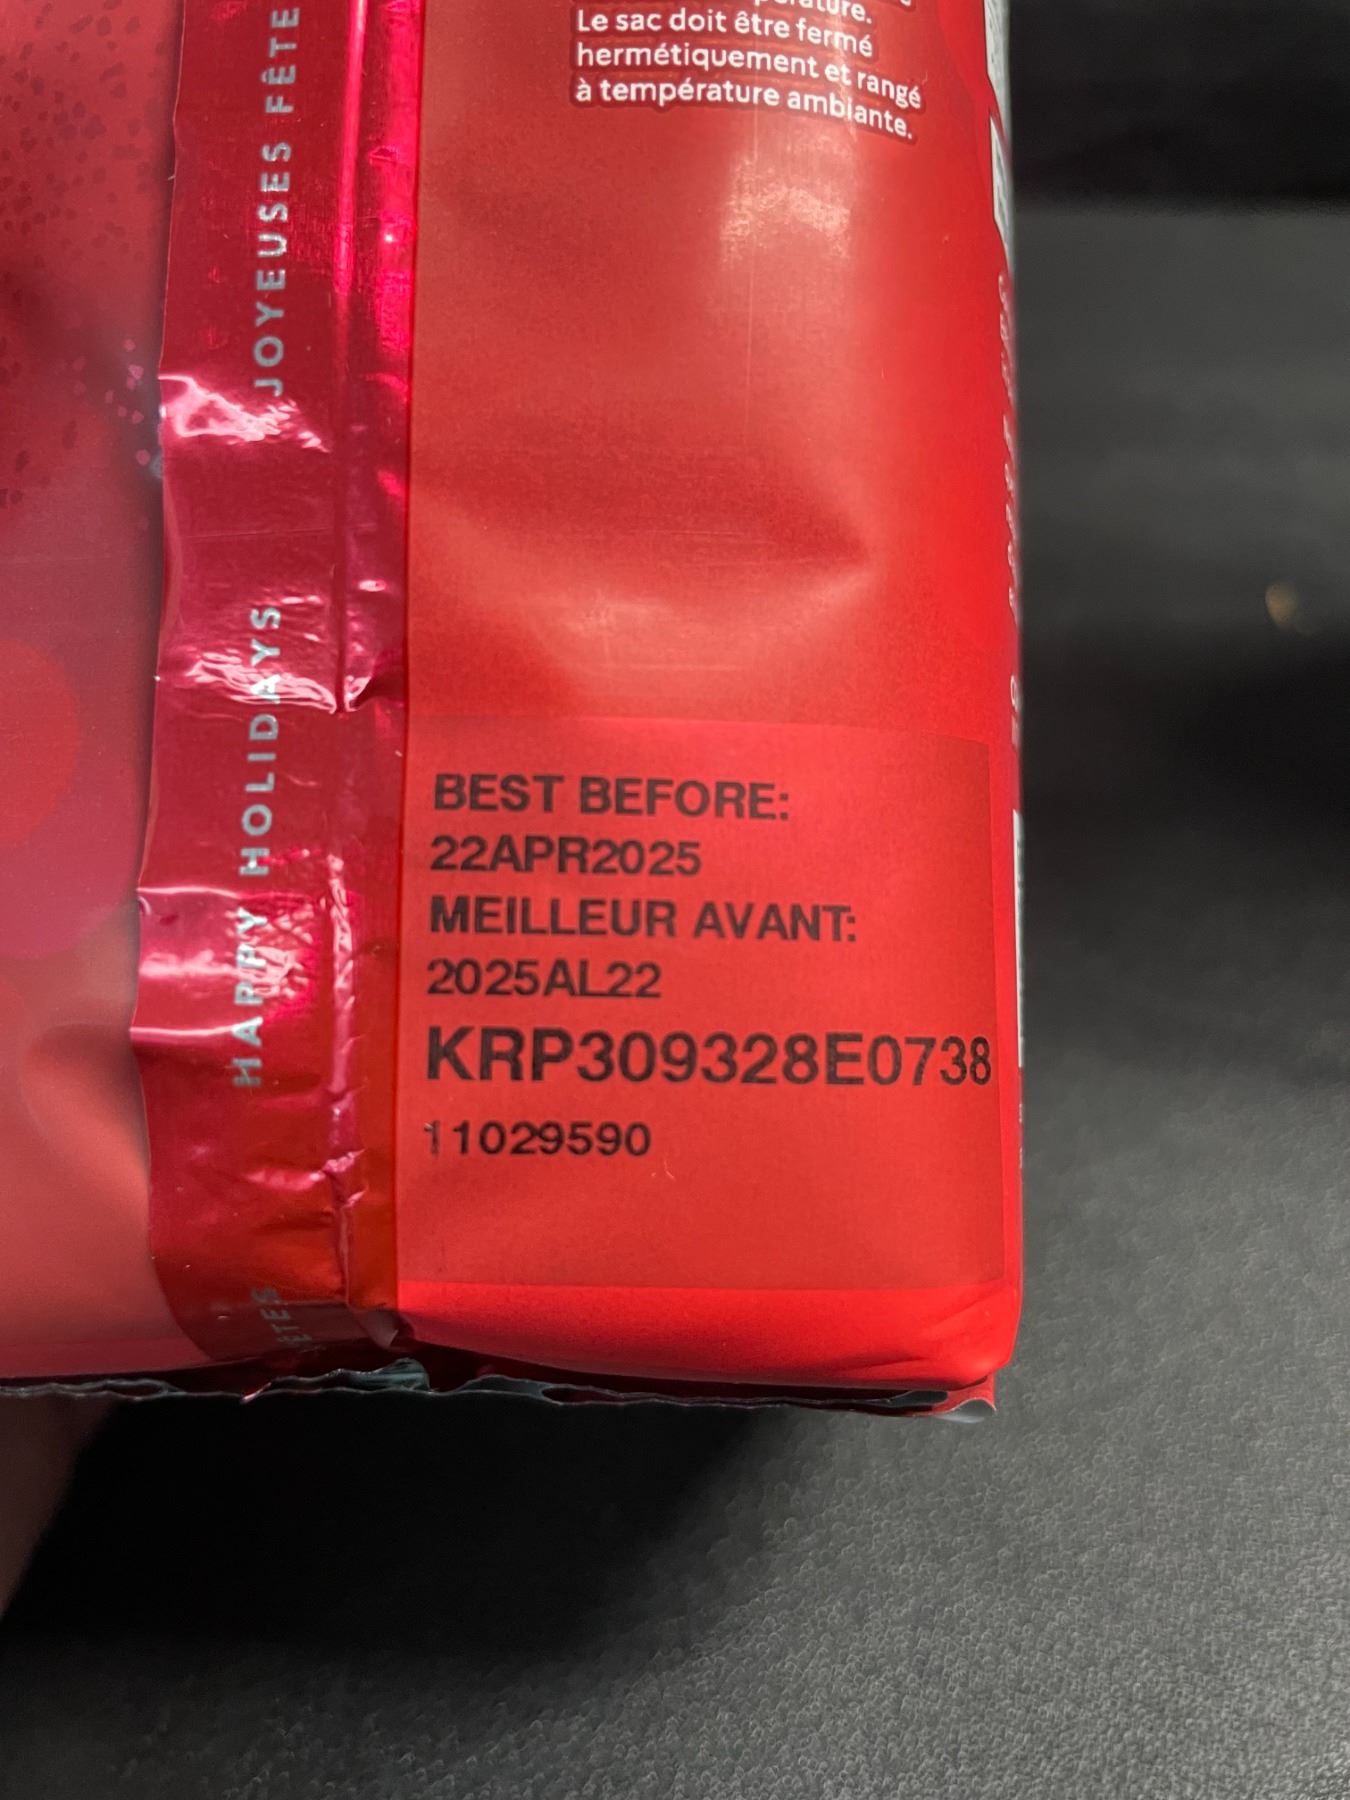 Le sac doit être fermé
hermétiquement et rangé
à température ambiante.
JOYEUSES FÊTE
HAPPY HOLIDAYS
BEST BEFORE:
22APR2025
MEILLEUR AVANT:
2025AL22
KRP309328E0738
11029590